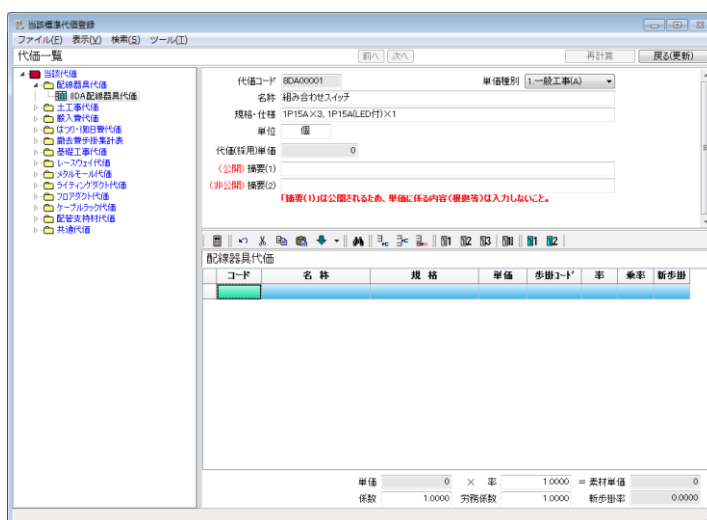 当該標準代価登録
ファイル(F) 表示(V) 検索(S) ツール(T)
代価一覧 前へ 次へ 再計算 戻る(更新)
当該代価
配線器具代価
8DA配線器具代価
土工事代価
搬入費代価
はつり・復旧費代価
撤去費歩掛集計表
基礎工事代価
レースウェイ代価
メタルモール代価
ライティングダクト代価
フロアダクト代価
ケーブルラック代価
配管支持材代価
共通代価
代価コード 8DA00001 単価種別 1.一般工事(A)
名称 組み合わせスイッチ
規格・仕様 1P15A×3, 1P15A(LED付)×1
単位 個
代価(採用)単価 0
(公開) 摘要(1)
(非公開) 摘要(2)
「摘要(1)」は公開されるため、単価に係る内容(根拠等)は入力しないこと。
配線器具代価
コード 名 称 規 格 単価 歩掛コード 率 乗率 新歩掛
単価 0 × 率 1.0000 = 素材単価 0
係数 1.0000 労務係数 1.0000 新歩掛率 0.0000